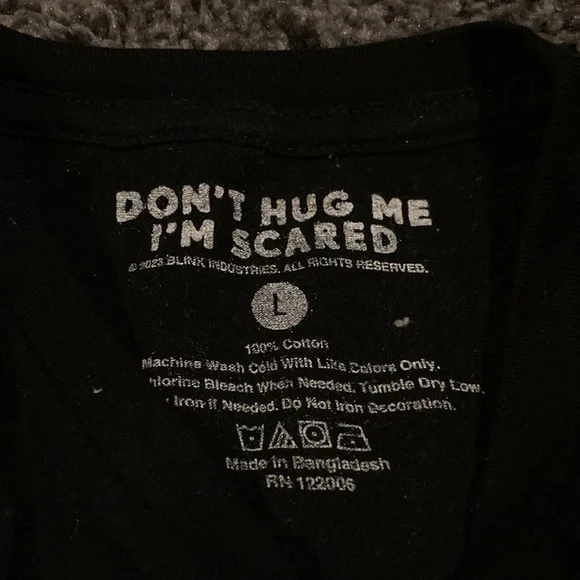 DON'T HUG ME
I'M SCARED
© 2023 BLINK INDUSTRIES. ALL RIGHTS RESERVED.
L
100% Cotton
Machine Wash Cold With Like Colors Only.
hlorine Bleach When Needed. Tumble Dry Low.
Iron if Needed. Do Not Iron Decoration.
Made in Bangladesh
RN 122006